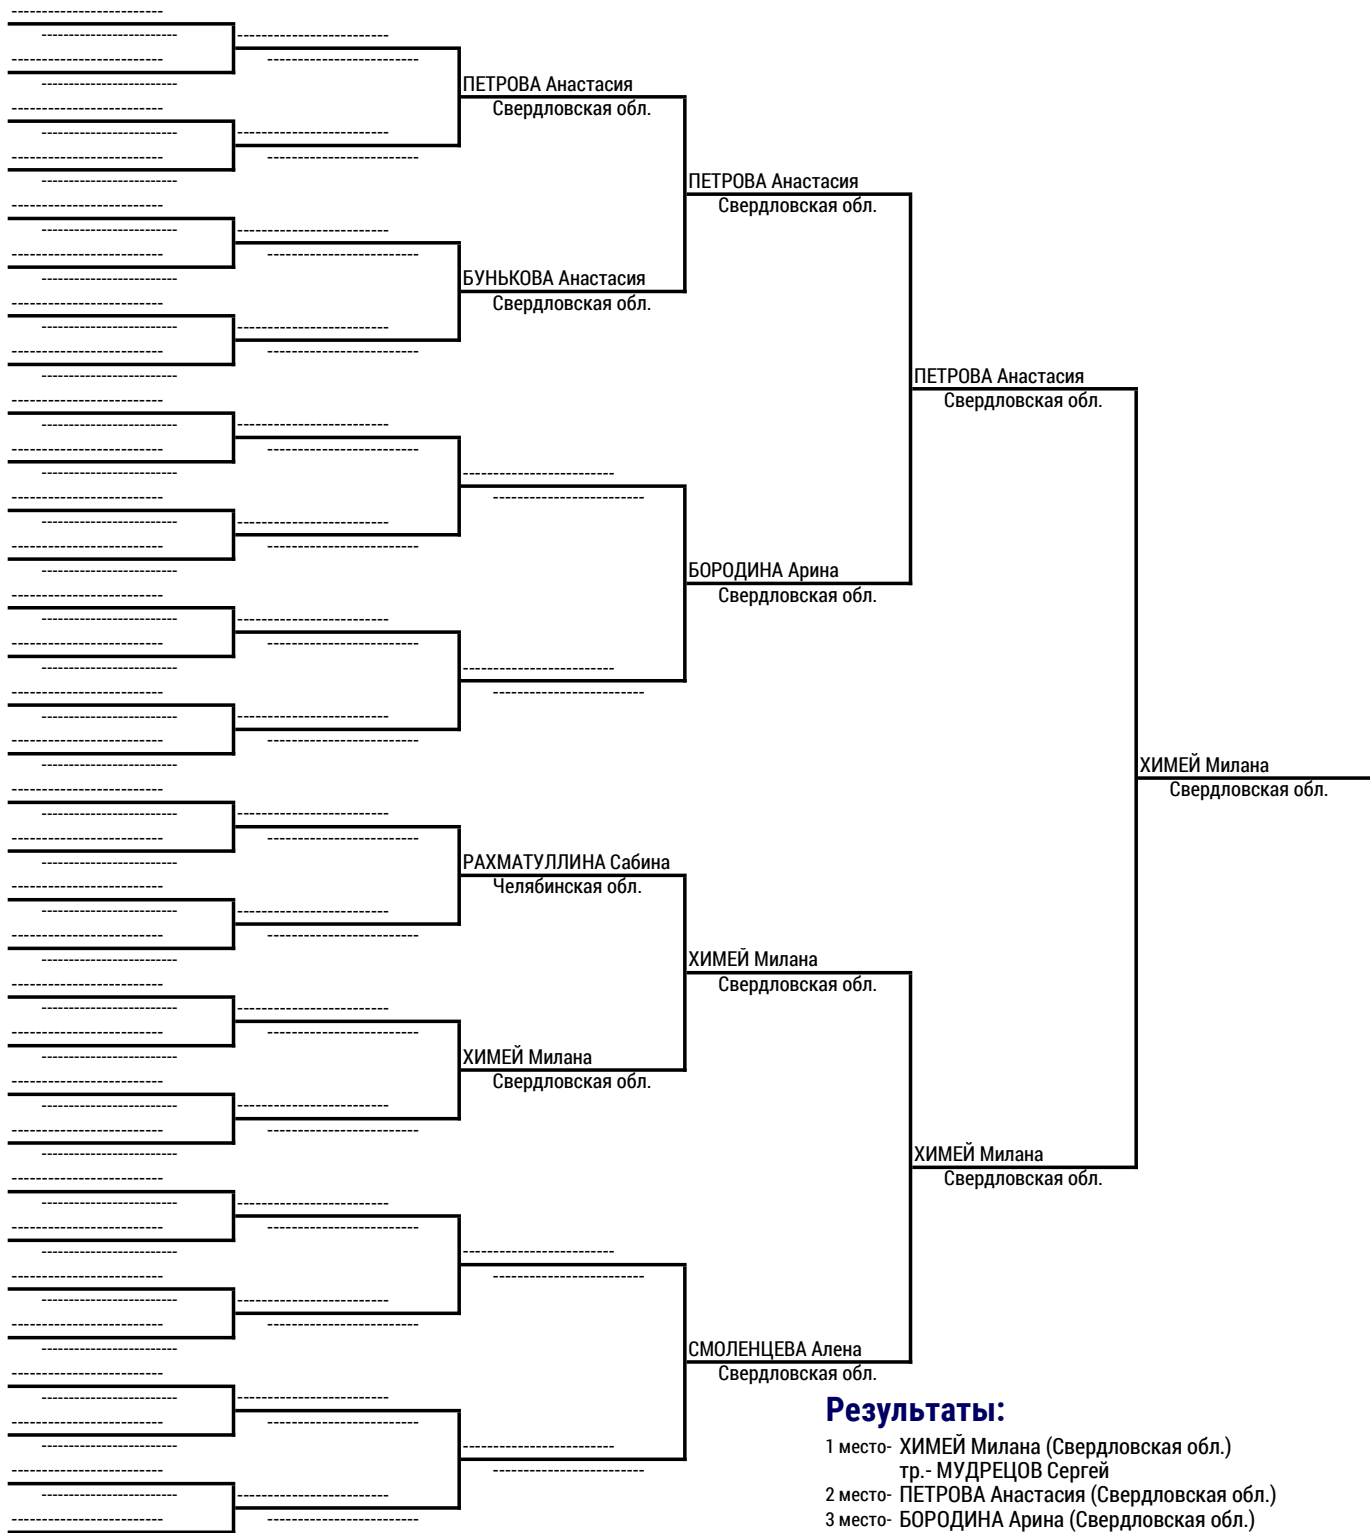 ПЕТРОВА Анастасия
Свердловская обл.
ПЕТРОВА Анастасия
Свердловская обл.
БУНЬКОВА Анастасия
Свердловская обл.
ПЕТРОВА Анастасия
Свердловская обл.
БОРОДИНА Арина
Свердловская обл.
ХИМЕЙ Милана
Свердловская обл.
РАХМАТУЛЛИНА Сабина
Челябинская обл.
ХИМЕЙ Милана
Свердловская обл.
ХИМЕЙ Милана
Свердловская обл.
ХИМЕЙ Милана
Свердловская обл.
СМОЛЕНЦЕВА Алена
Свердловская обл.
Результаты:
1 место- ХИМЕЙ Милана (Свердловская обл.)
тр.- МУДРЕЦОВ Сергей
2 место- ПЕТРОВА Анастасия (Свердловская обл.)
3 место- БОРОДИНА Арина (Свердловская обл.)